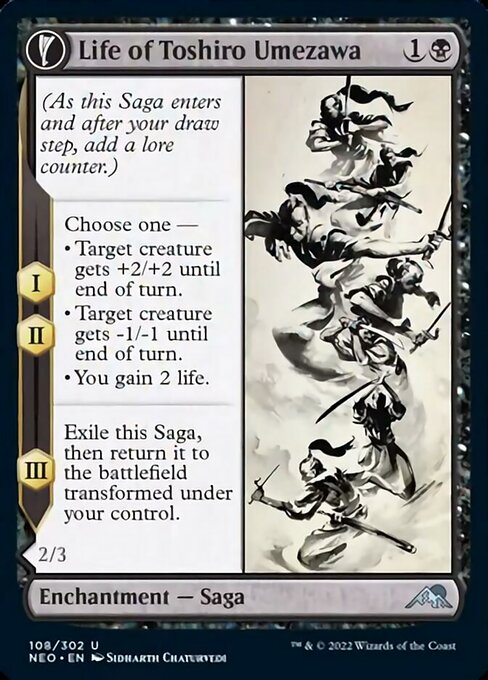 Life of Toshiro Umezawa 1
(As this Saga enters
and after your draw
step, add a lore
counter.)
I
II
Choose one —
• Target creature
gets +2/+2 until
end of turn.
• Target creature
gets -1/-1 until
end of turn.
• You gain 2 life.
III
Exile this Saga,
then return it to
the battlefield
transformed under
your control.
2/3
Enchantment — Saga
108/302 U
NEO • EN Sidharth Chaturvedi
™ & © 2022 Wizards of the Coast